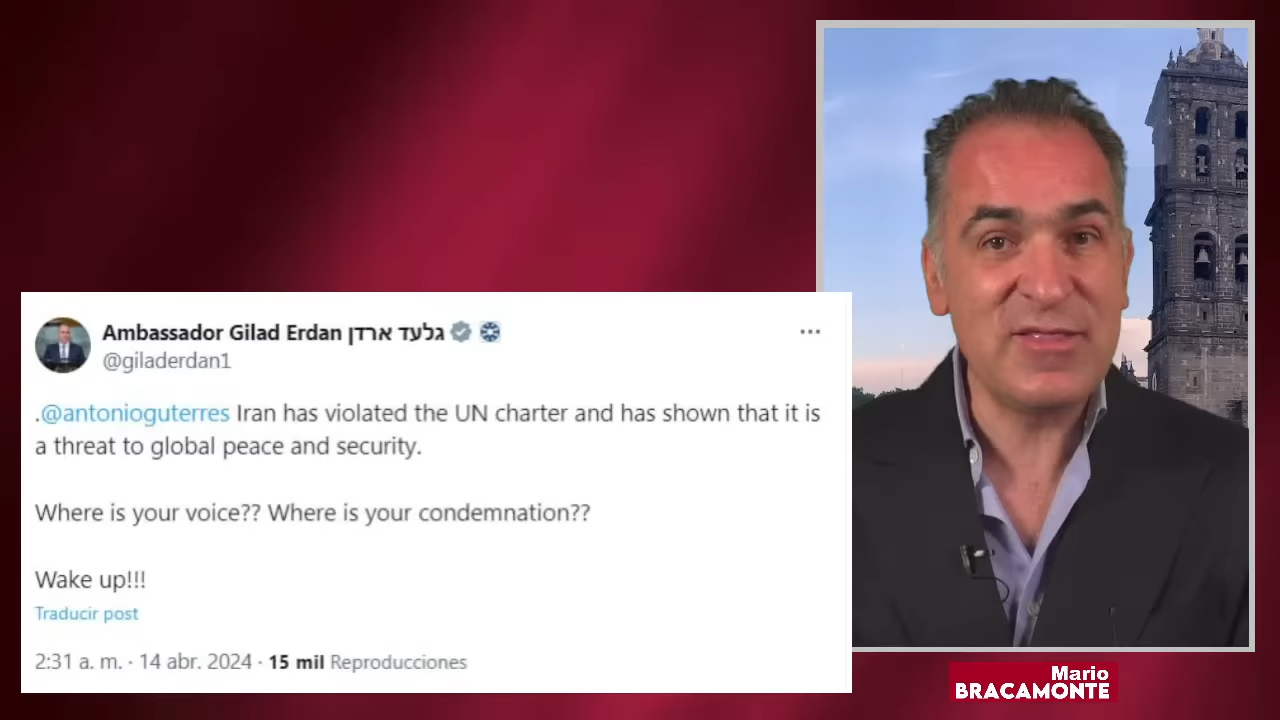 Ambassador Gilad Erdan גלעד ארדן
@giladerdan1
.@antonioguterres Iran has violated the UN charter and has shown that it is
a threat to global peace and security.
Where is your voice?? Where is your condemnation??
Wake up!!!
Traducir post
2:31 a. m. · 14 abr. 2024 · 15 mil Reproducciones
Mario
BRACAMONTE